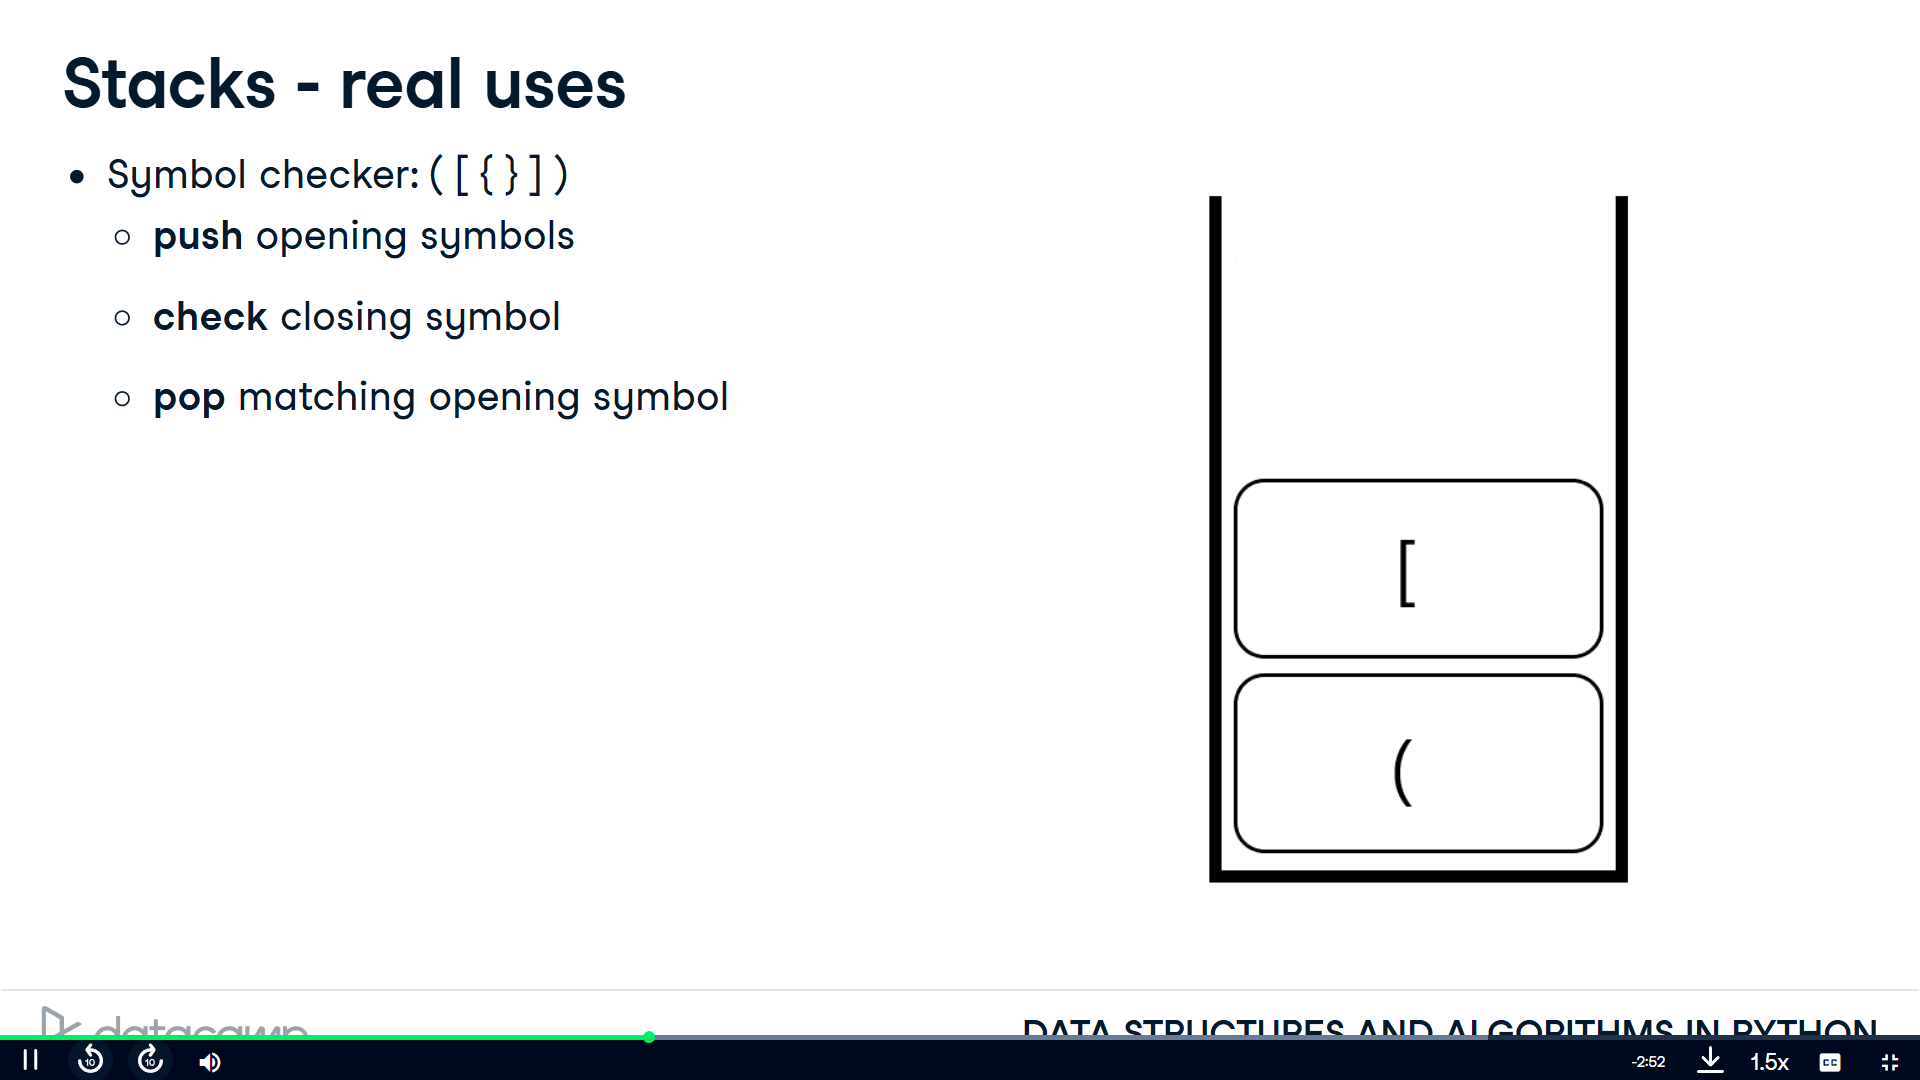 Stacks - real uses
Symbol checker: ( [ { } ] )
push opening symbols
check closing symbol
pop matching opening symbol
[
(
datacamp
DATA STRUCTURES AND ALGORITHMS IN PYTHON
10
10
-2:52
1.5x
CC